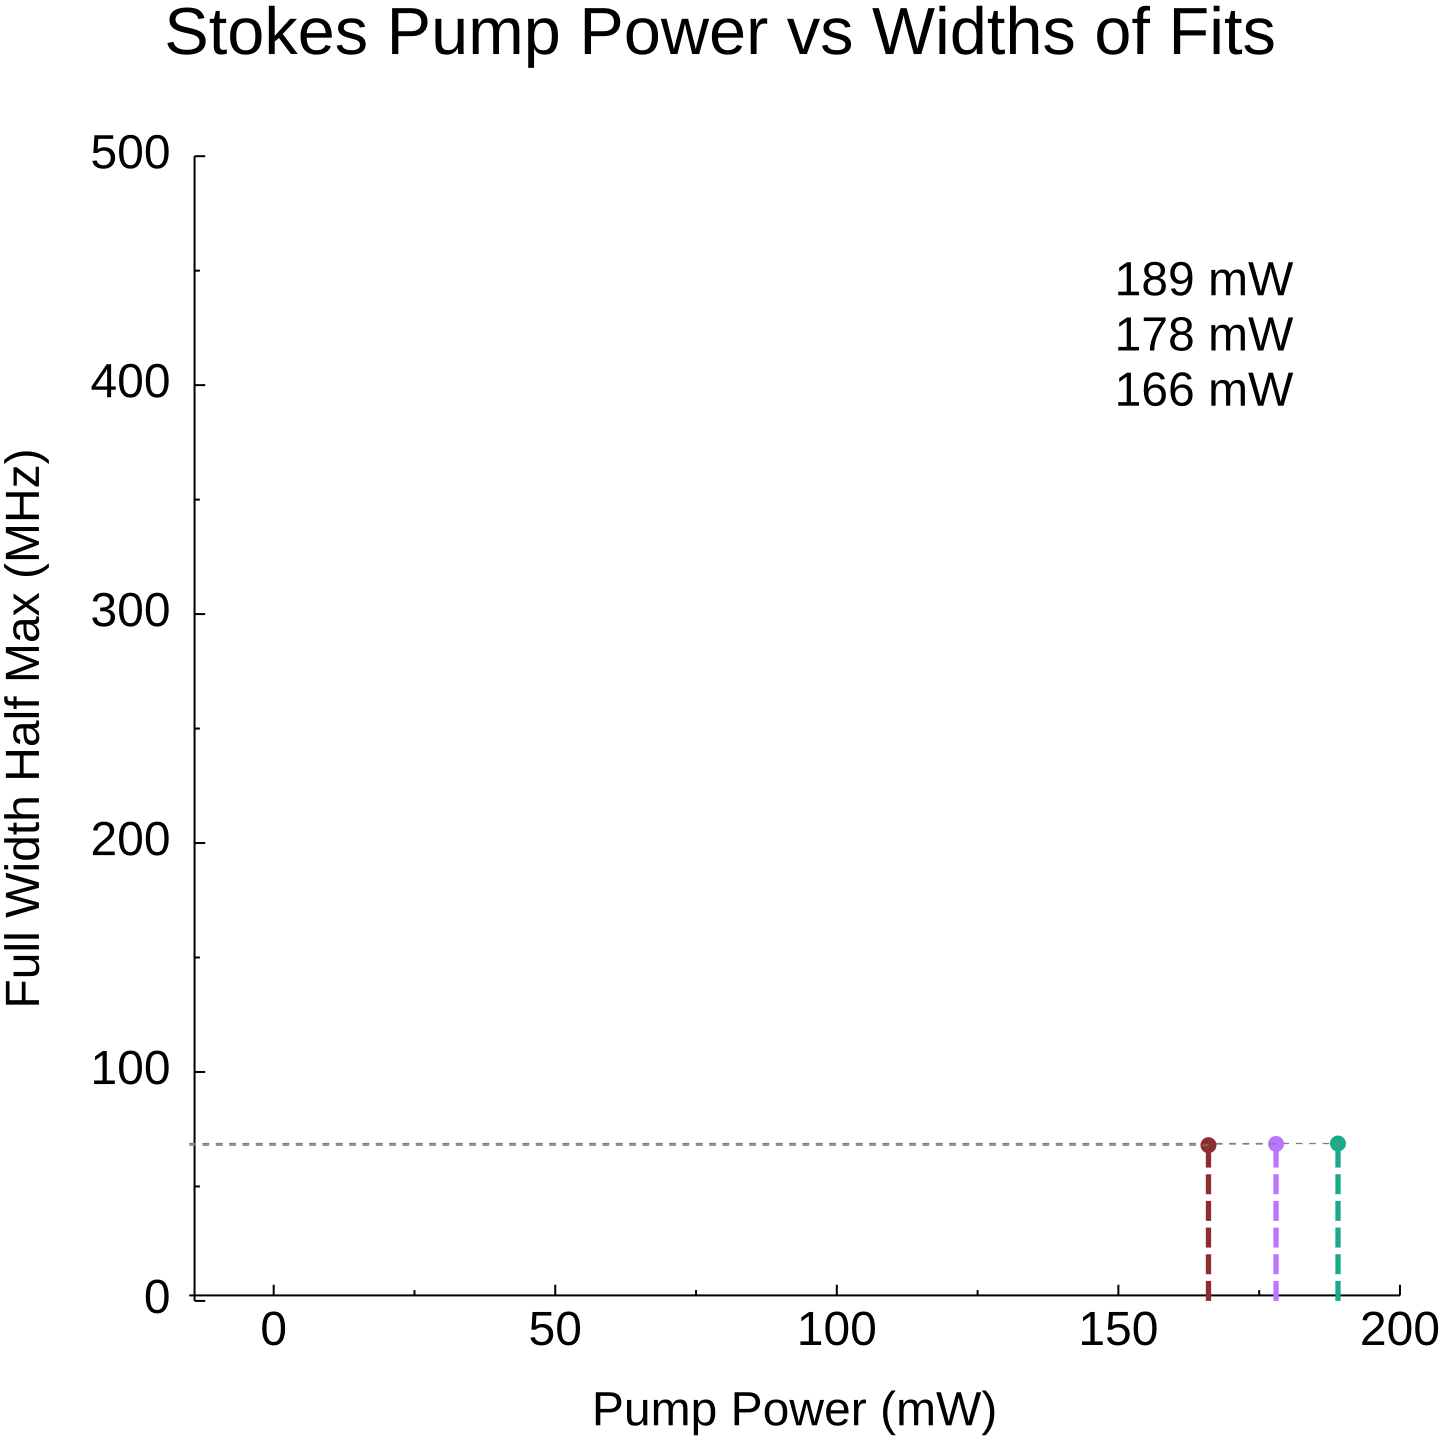 Stokes Pump Power vs Widths of Fits
500
189 mW
178 mW
400
166 mW
Full Width Half Max (MHz)
300
200
100
0
0 50 100 150 200
Pump Power (mW)